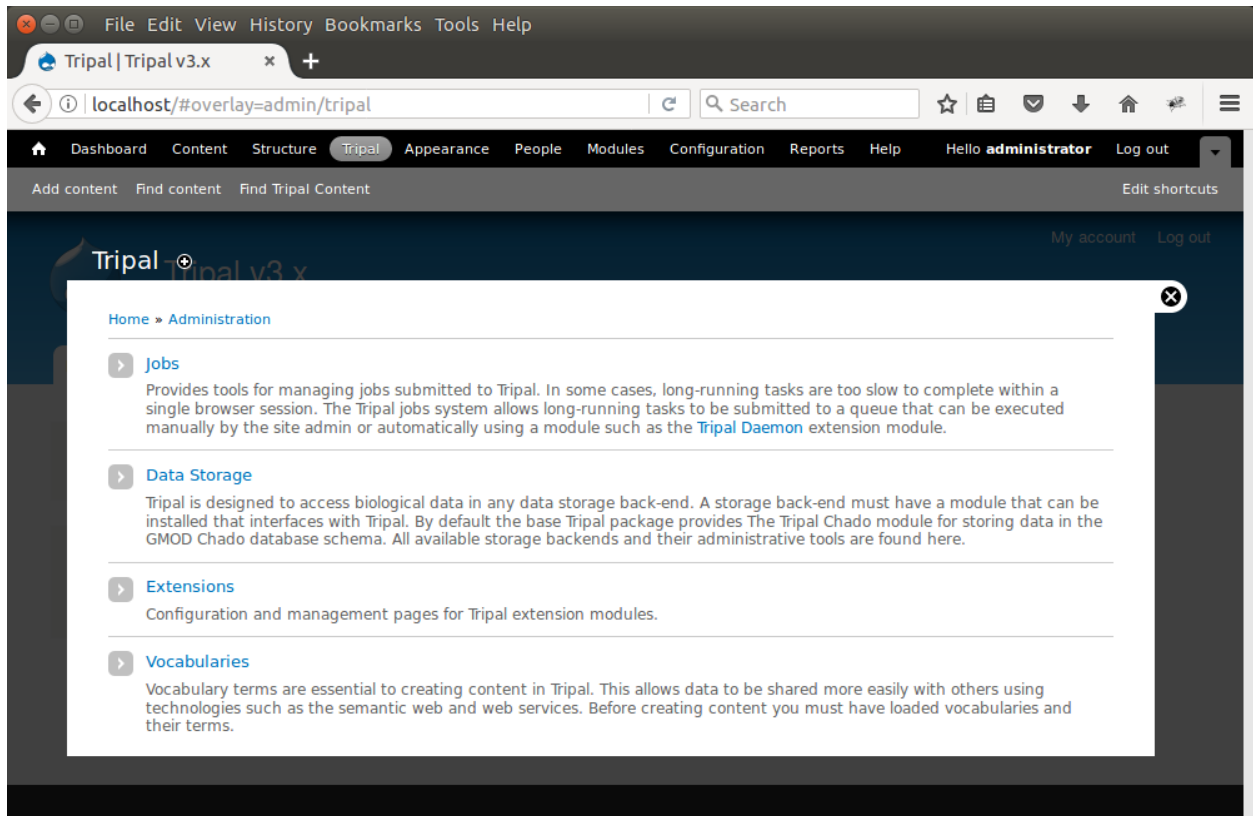 File Edit View History Bookmarks Tools Help
Tripal | Tripal v3.x
localhost/#overlay=admin/tripal
Search
Dashboard Content Structure Tripal Appearance People Modules Configuration Reports Help Hello administrator Log out
Add content Find content Find Tripal Content Edit shortcuts
My account Log out
Tripal
Tripal v3.x
Home » Administration
Jobs
Provides tools for managing jobs submitted to Tripal. In some cases, long-running tasks are too slow to complete within a
single browser session. The Tripal jobs system allows long-running tasks to be submitted to a queue that can be executed
manually by the site admin or automatically using a module such as the Tripal Daemon extension module.
Data Storage
Tripal is designed to access biological data in any data storage back-end. A storage back-end must have a module that can be
installed that interfaces with Tripal. By default the base Tripal package provides The Tripal Chado module for storing data in the
GMOD Chado database schema. All available storage backends and their administrative tools are found here.
Extensions
Configuration and management pages for Tripal extension modules.
Vocabularies
Vocabulary terms are essential to creating content in Tripal. This allows data to be shared more easily with others using
technologies such as the semantic web and web services. Before creating content you must have loaded vocabularies and
their terms.